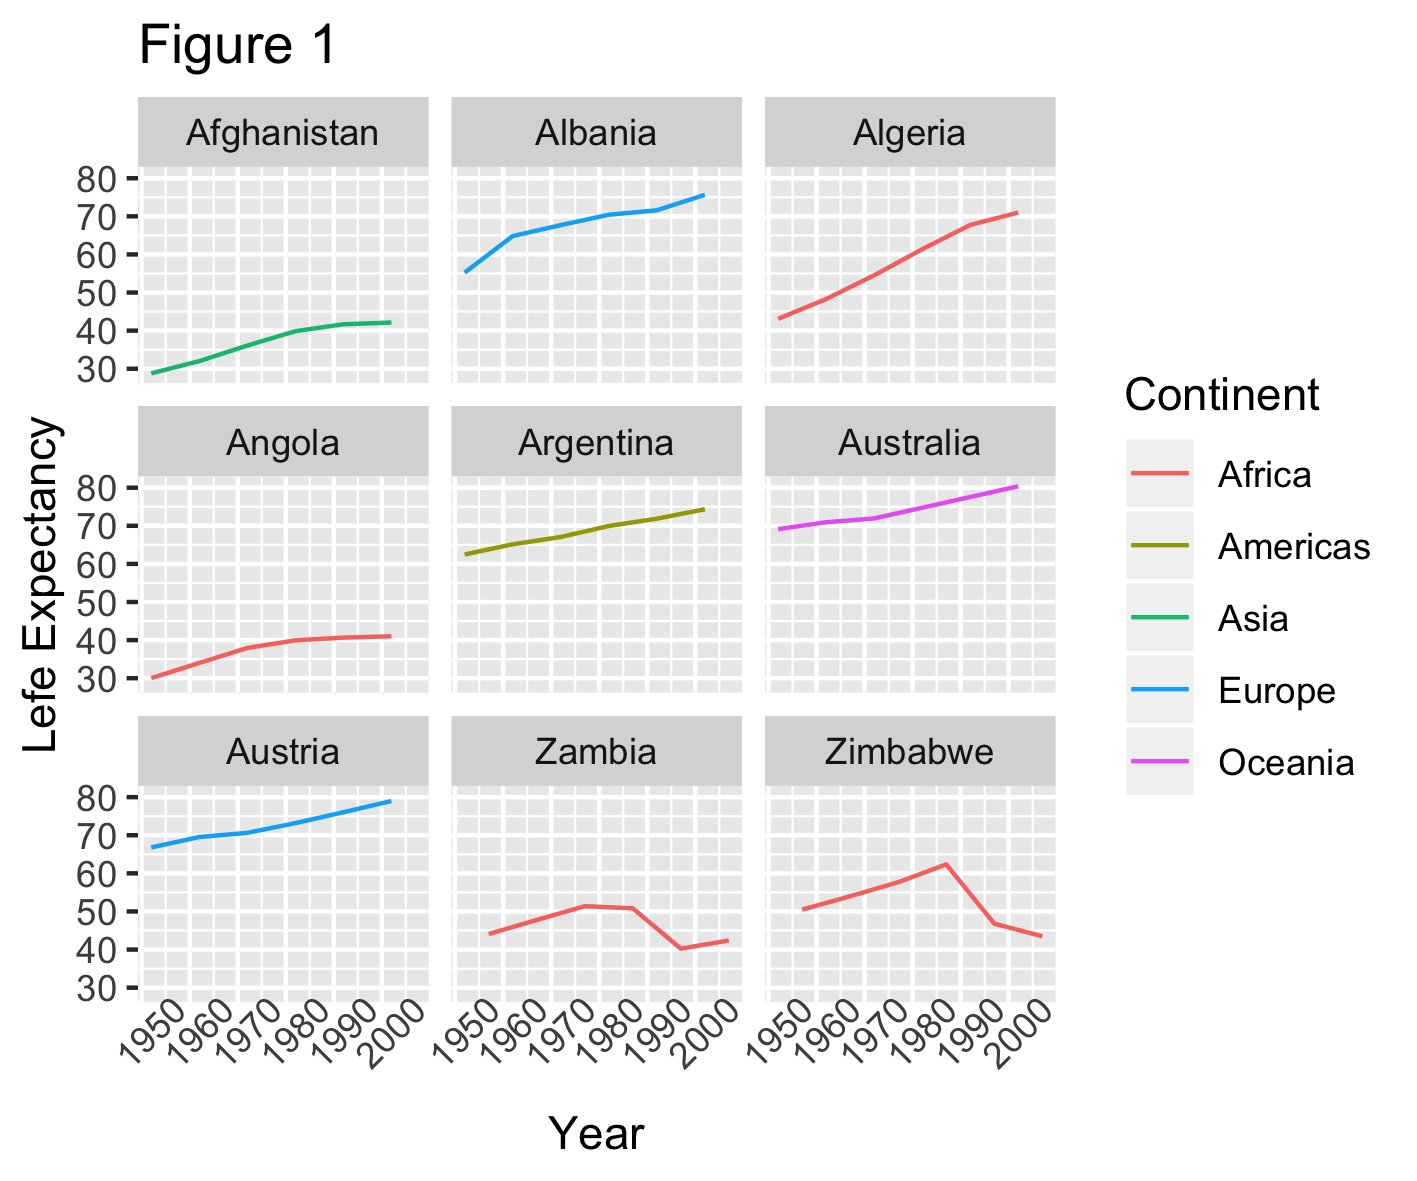 Figure 1
Afghanistan Albania Algeria
80
70
60
50
40
30
Angola Argentina Australia
80
70
60
50
40
30
Austria Zambia Zimbabwe
80
70
60
50
40
30
1950 1960 1970 1980 1990 2000 1950 1960 1970 1980 1990 2000 1950 1960 1970 1980 1990 2000
Year
Lefe Expectancy
Continent
Africa
Americas
Asia
Europe
Oceania